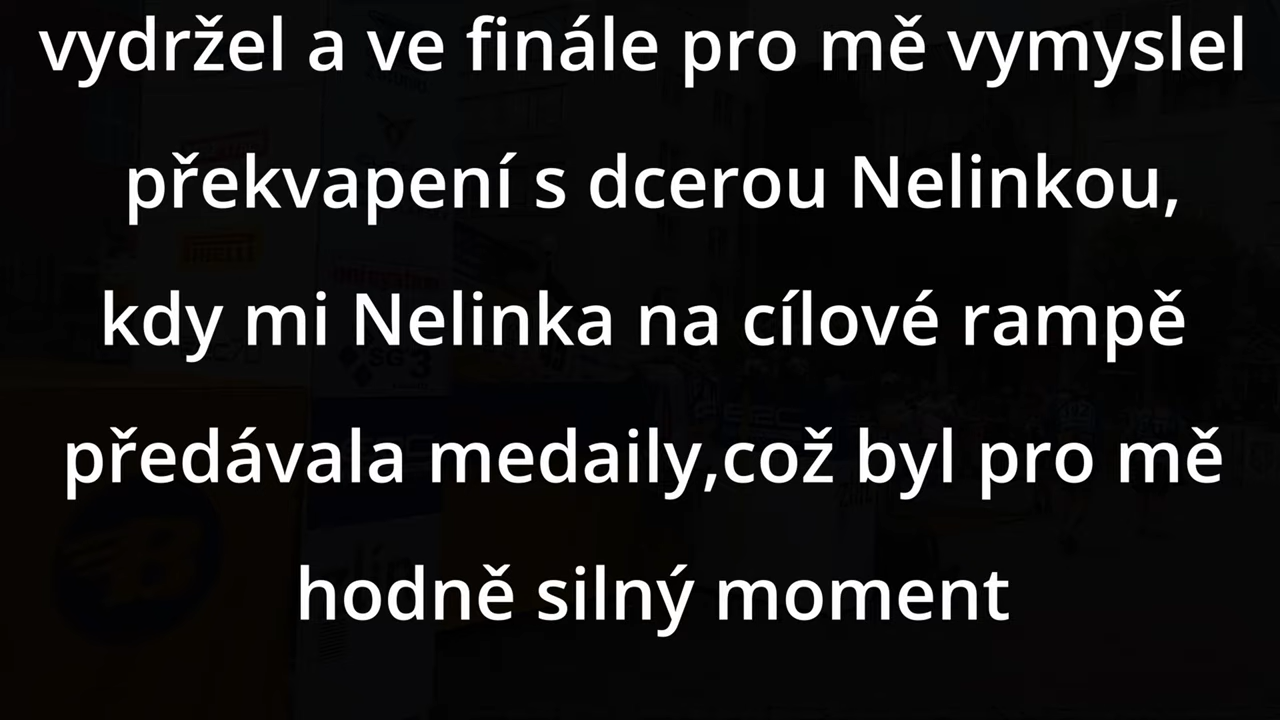 vydržel a ve finále pro mě vymyslel
překvapení s dcerou Nelinkou,
kdy mi Nelinka na cílové rampě
předávala medaily,což byl pro mě
hodně silný moment